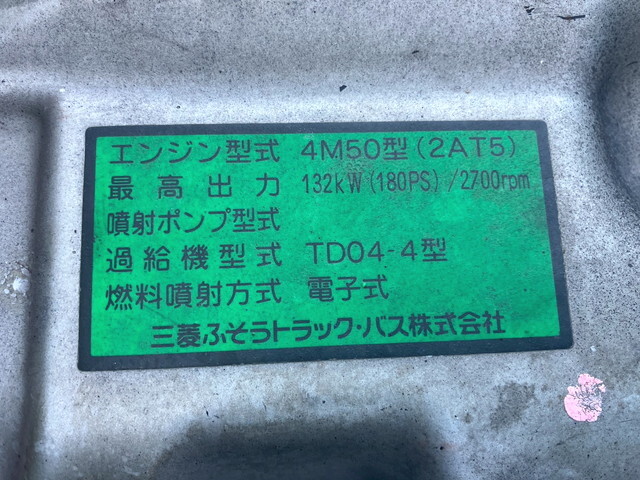 エンジン型式 4M50型(2AT5)
最高出力 132kW(180PS)/2700rpm
噴射ポンプ型式
過給機型式 TD04-4型
燃料噴射方式 電子式
三菱ふそうトラック・バス株式会社